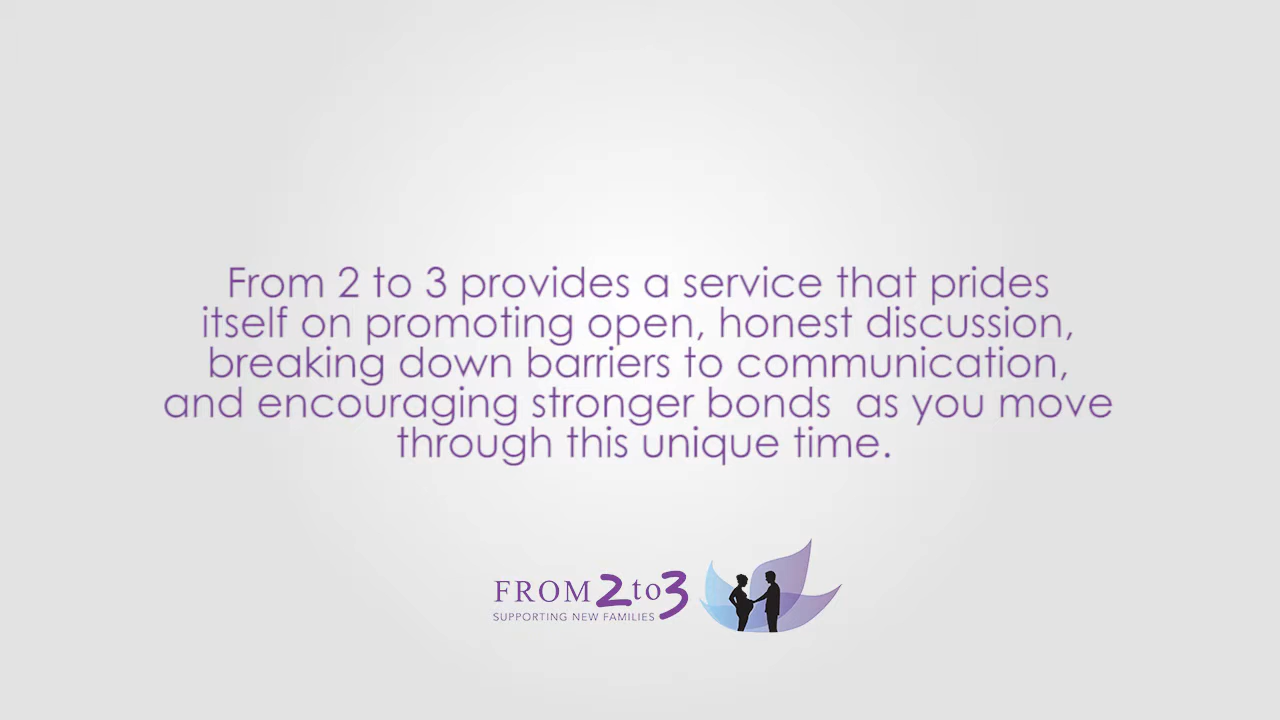 From 2 to 3 provides a service that prides
itself on promoting open, honest discussion,
breaking down barriers to communication,
and encouraging stronger bonds  as you move
through this unique time.
FROM 2 to 3
SUPPORTING NEW FAMILIES